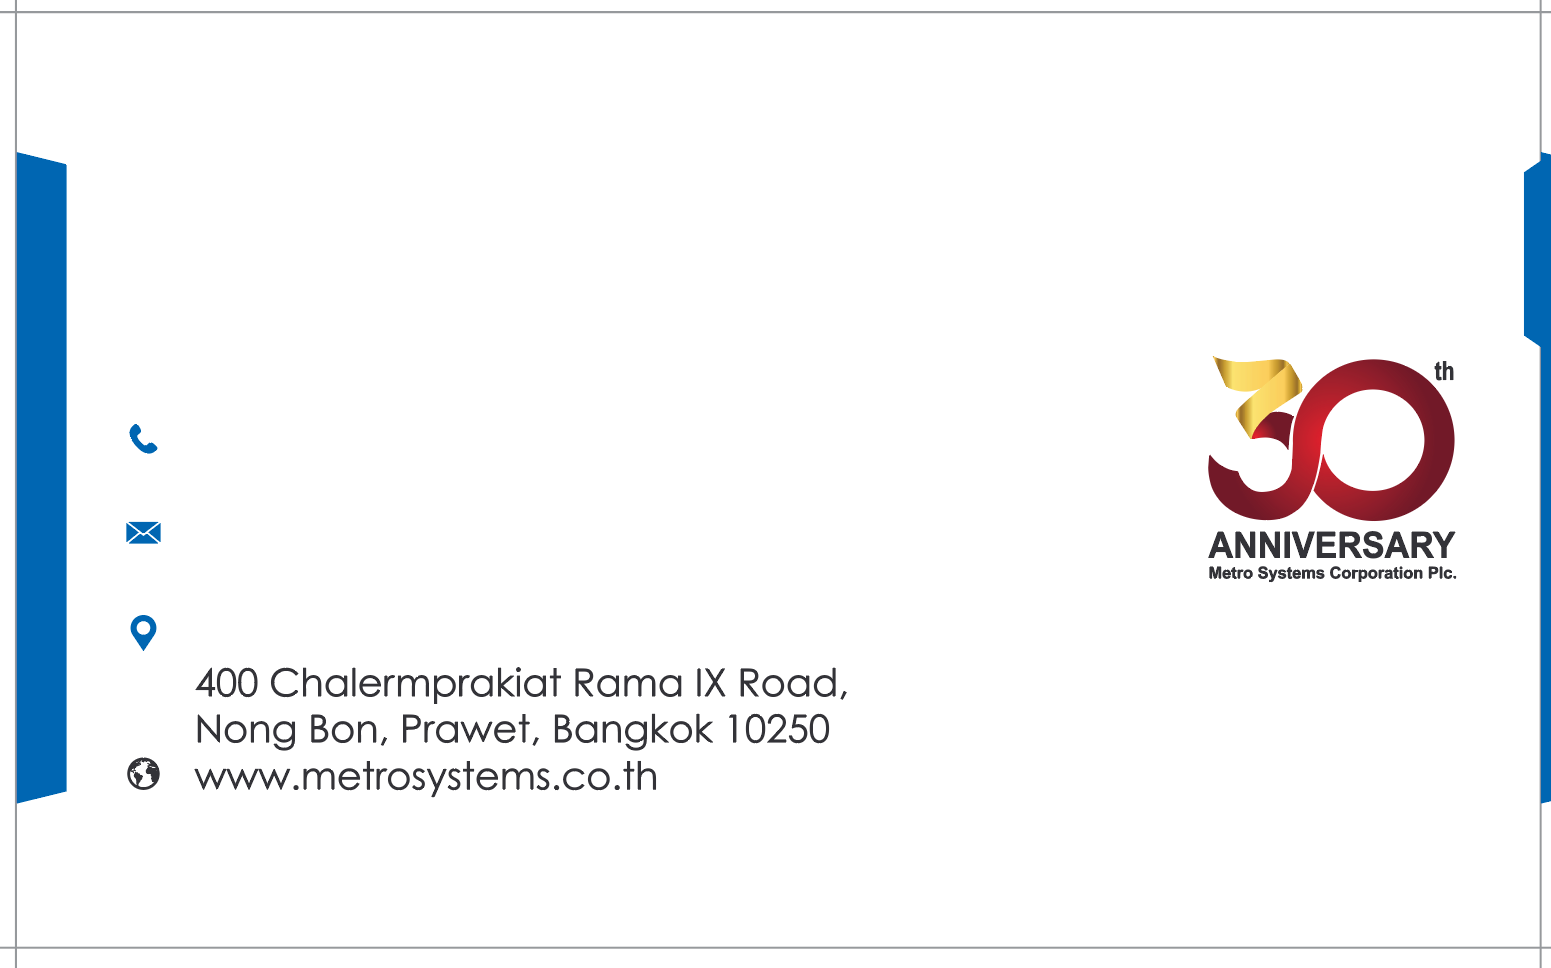 30th
ANNIVERSARY
Metro Systems Corporation Plc.
400 Chalermprakiat Rama IX Road,
Nong Bon, Prawet, Bangkok 10250
www.metrosystems.co.th